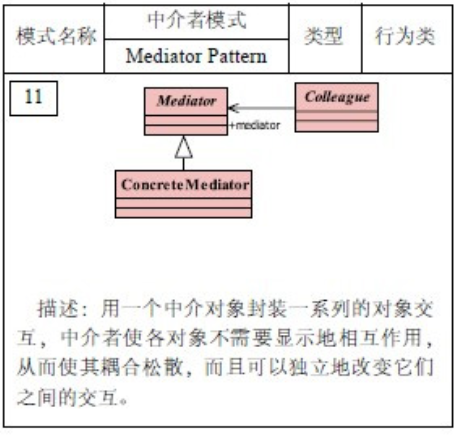 模式名称
中介者模式
Mediator Pattern
类型
行为类
11
Mediator
Colleague
+mediator
ConcreteMediator
描述：用一个中介对象封装一系列的对象交
互，中介者使各对象不需要显示地相互作用，
从而使其耦合松散，而且可以独立地改变它们
之间的交互。